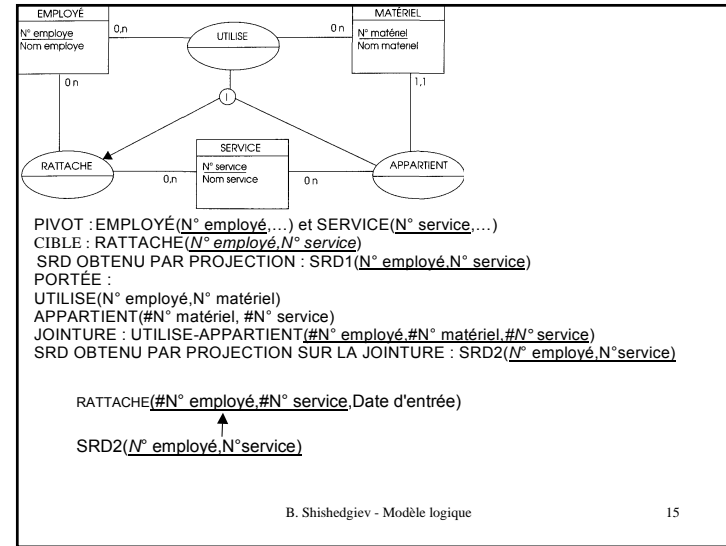 EMPLOYÉ
N° employe
Nom employe
0,n
UTILISE
0 n
MATÉRIEL
N° matériel
Nom materiel
0 n
I
1,1
RATTACHE
0,n
SERVICE
N° service
Nom service
0 n
APPARTIENT
PIVOT : EMPLOYÉ(N° employé,…) et SERVICE(N° service,…)
CIBLE : RATTACHE(N° employé,N° service)
SRD OBTENU PAR PROJECTION : SRD1(N° employé,N° service)
PORTÉE :
UTILISE(N° employé,N° matériel)
APPARTIENT(#N° matériel, #N° service)
JOINTURE : UTILISE-APPARTIENT(#N° employé,#N° matériel,#N° service)
SRD OBTENU PAR PROJECTION SUR LA JOINTURE : SRD2(N° employé,N°service)
RATTACHE(#N° employé,#N° service,Date d'entrée)
SRD2(N° employé,N°service)
B. Shishedgiev - Modèle logique
15